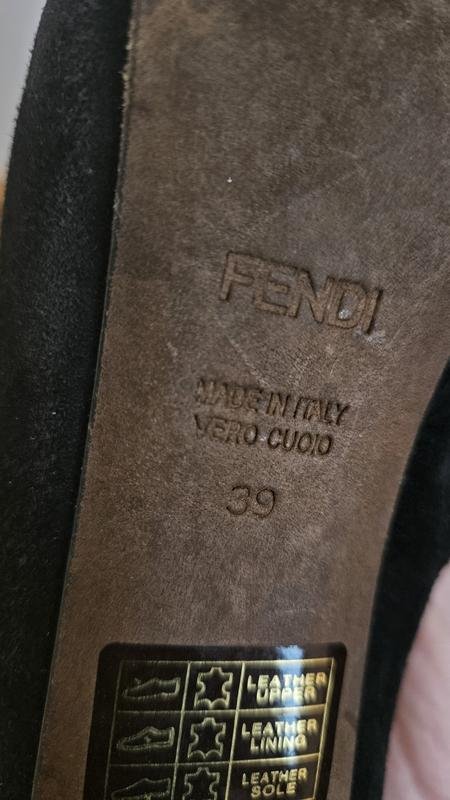 FENDI
MADE IN ITALY
VERO CUOIO
39
LEATHER
UPPER
LEATHER
LINING
LEATHER
SOLE